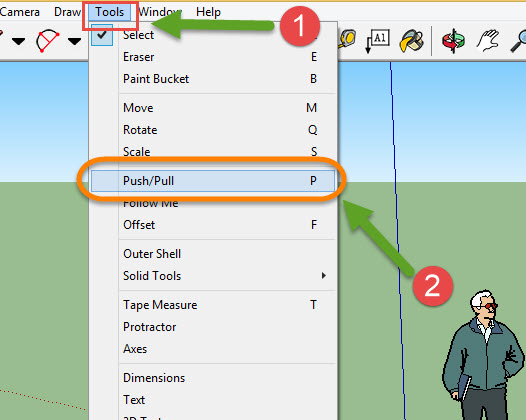 Camera Draw Tools Window Help
1
A1
Select
Eraser E
Paint Bucket B
Move M
Rotate Q
Scale S
Push/Pull P
Follow Me
Offset F
2
Outer Shell
Solid Tools
Tape Measure T
Protractor
Axes
Dimensions
Text